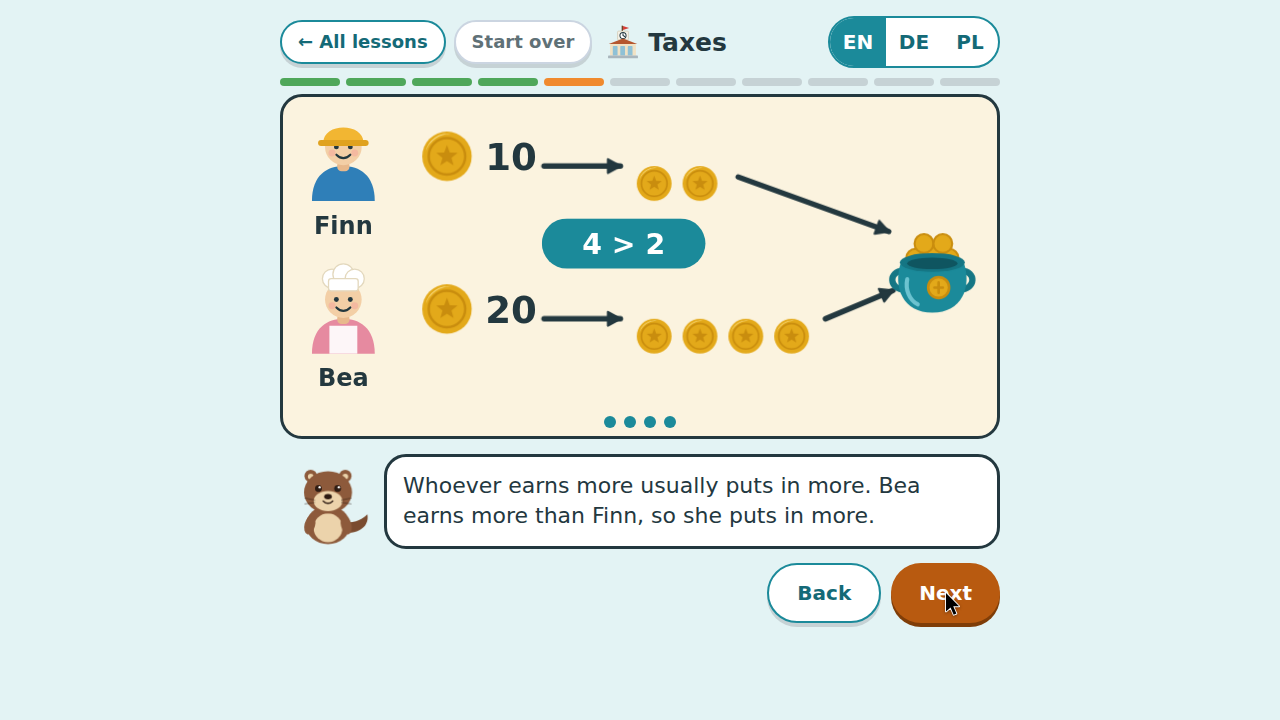 ← All lessons
Start over
Taxes
EN DE PL
10
Finn
4 > 2
20
Bea
Whoever earns more usually puts in more. Bea
earns more than Finn, so she puts in more.
Back
Next